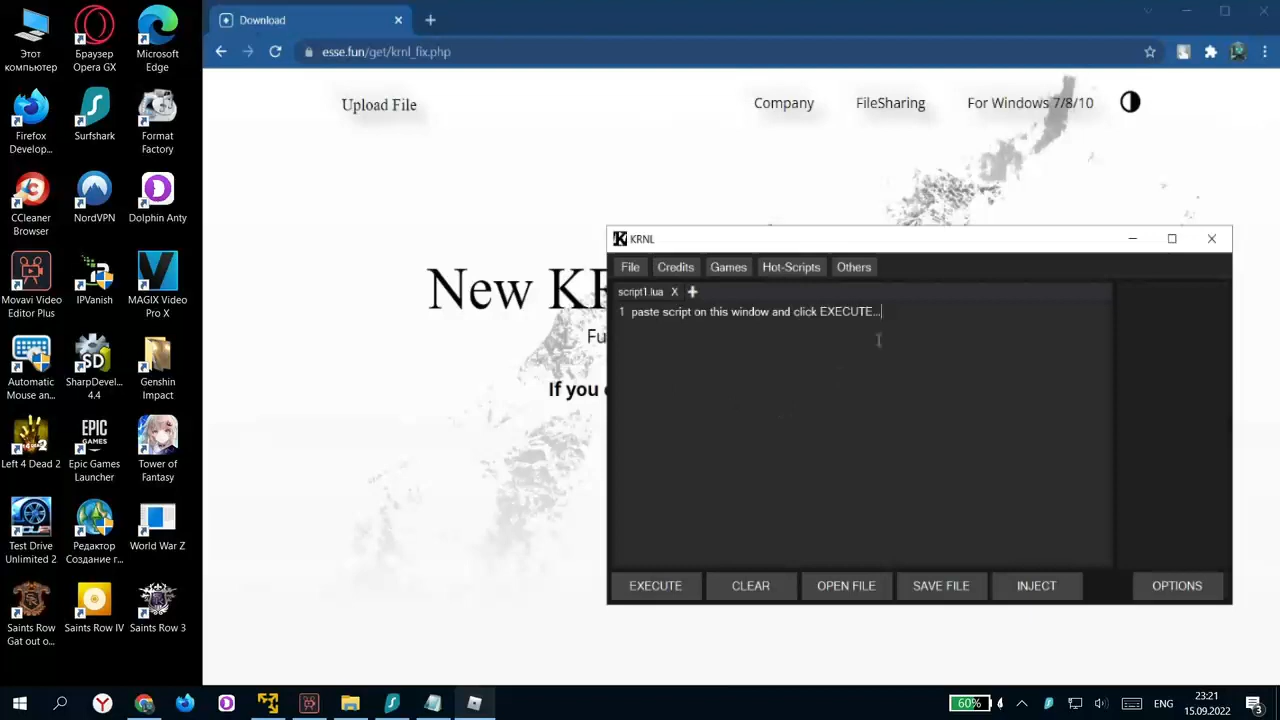 Download
esse.fun/get/krnl_fix.php
Upload File
Company
FileSharing
For Windows 7/8/10
New KR
Fu
If you
KRNL
File
Credits
Games
Hot-Scripts
Others
script1.lua X
1 paste script on this window and click EXECUTE...
EXECUTE
CLEAR
OPEN FILE
SAVE FILE
INJECT
OPTIONS
Этот
компьютер
Браузер
Opera GX
Microsoft
Edge
Firefox
Develop...
Surfshark
Format
Factory
CCleaner
Browser
NordVPN
Dolphin Anty
Movavi Video
Editor Plus
IPVanish
MAGIX Video
Pro X
Automatic
Mouse an...
SharpDevel...
4.4
Genshin
Impact
Left 4 Dead 2
EPIC
GAMES
Epic Games
Launcher
Tower of
Fantasy
Test Drive
Unlimited 2
Редактор
Создание г...
World War Z
Saints Row
Gat out o...
Saints Row IV
Saints Row 3
60%
ENG
23:21
15.09.2022
3